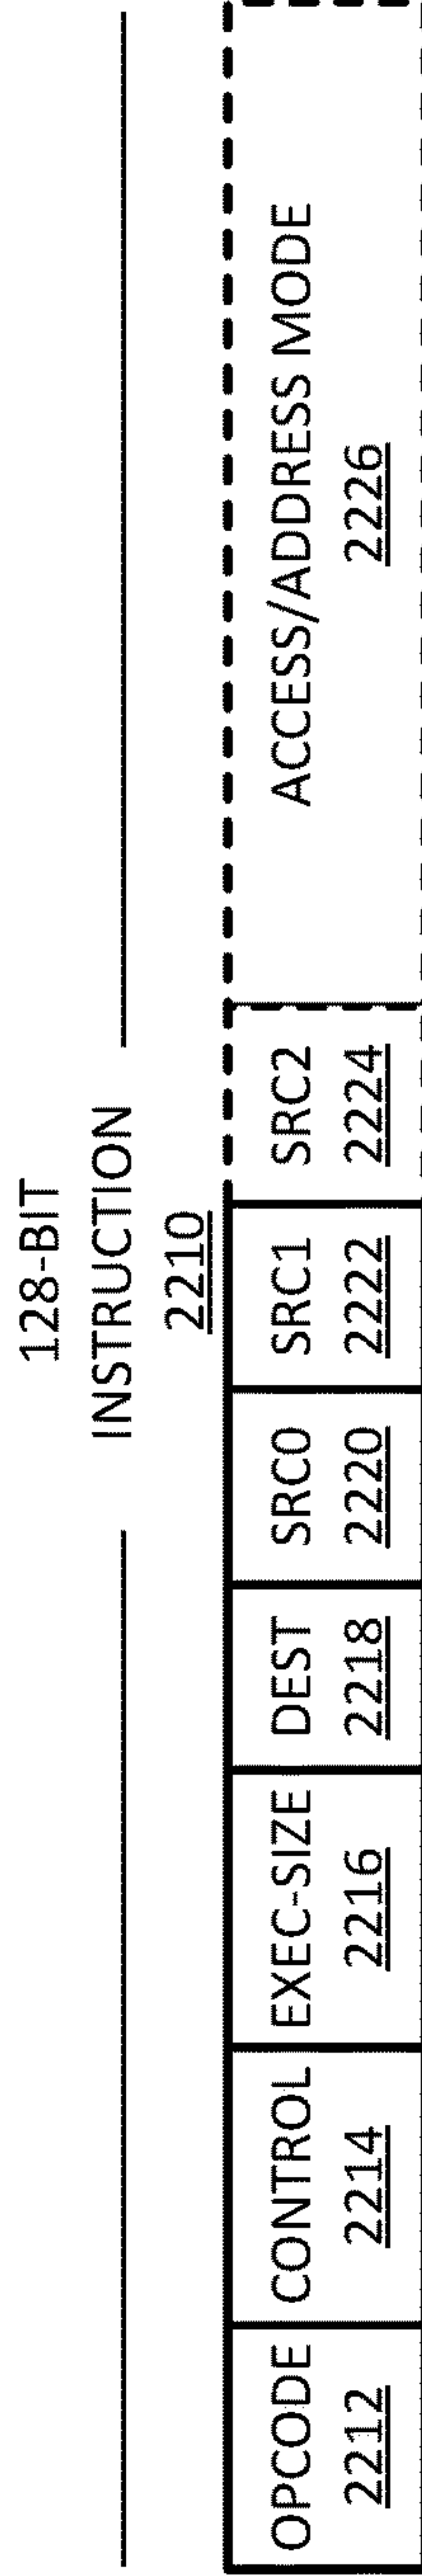 128-BIT
INSTRUCTION
2210
OPCODE
2212
CONTROL
2214
EXEC-SIZE
2216
DEST
2218
SRC0
2220
SRC1
2222
SRC2
2224
ACCESS/ADDRESS MODE
2226